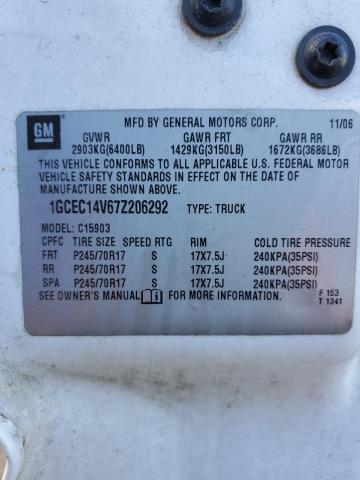 GM MFD BY GENERAL MOTORS CORP. 11/06
GVWR GAWR FRT GAWR RR
2903KG(6400LB) 1429KG(3150LB) 1672KG(3686LB)
THIS VEHICLE CONFORMS TO ALL APPLICABLE U.S. FEDERAL MOTOR
VEHICLE SAFETY STANDARDS IN EFFECT ON THE DATE OF
MANUFACTURE SHOWN ABOVE.
1GCEC14V67Z206292 TYPE: TRUCK
MODEL: C15903
CPFC TIRE SIZE SPEED RTG RIM COLD TIRE PRESSURE
FRT P245/70R17 S 17X7.5J 240KPA(35PSI)
RR P245/70R17 S 17X7.5J 240KPA(35PSI)
SPA P245/70R17 S 17X7.5J 240KPA(35PSI)
SEE OWNER'S MANUAL FOR MORE INFORMATION. F 153
T 1341